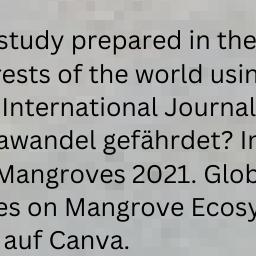 study prepared in the
rests of the world usin
International Journal
awandel gefährdet? In
Mangroves 2021. Glob
es on Mangrove Ecosy
auf Canva.